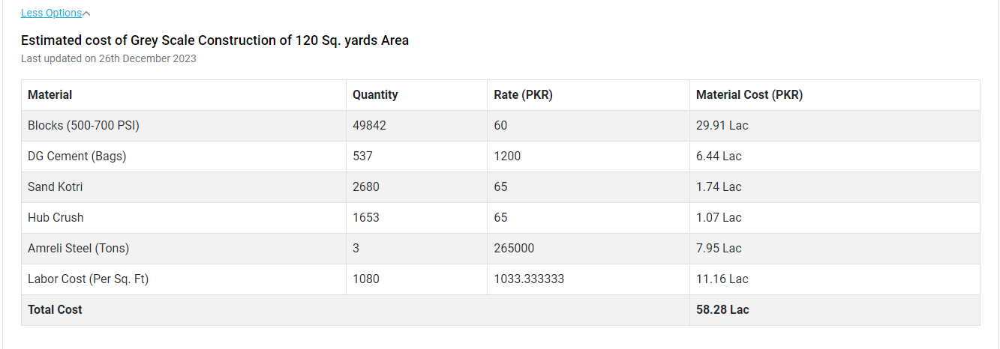 Less Options
Estimated cost of Grey Scale Construction of 120 Sq. yards Area
Last updated on 26th December 2023
Material Quantity Rate (PKR) Material Cost (PKR)
Blocks (500-700 PSI) 49842 60 29.91 Lac
DG Cement (Bags) 537 1200 6.44 Lac
Sand Kotri 2680 65 1.74 Lac
Hub Crush 1653 65 1.07 Lac
Amreli Steel (Tons) 3 265000 7.95 Lac
Labor Cost (Per Sq. Ft) 1080 1033.333333 11.16 Lac
Total Cost 58.28 Lac